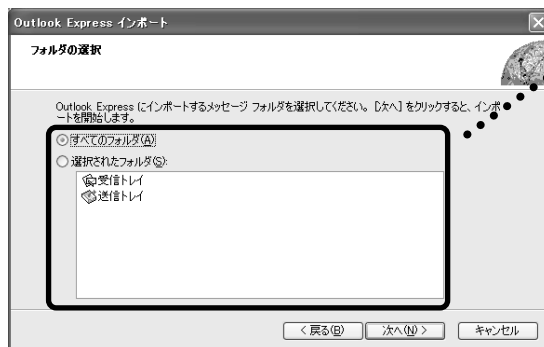 Outlook Express インポート
フォルダの選択
Outlook Express にインポートするメッセージ フォルダを選択してください。[次へ] をクリックすると、インポ
ートを開始します。
すべてのフォルダ(A)
選択されたフォルダ(S):
受信トレイ
送信トレイ
< 戻る(B)
次へ(N) >
キャンセル